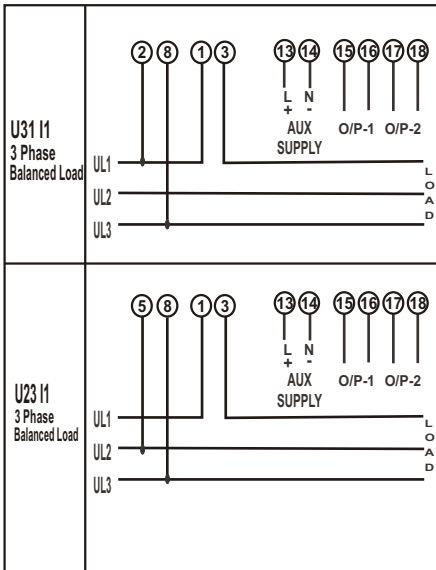 2 8 1 3 13 14 15 16 17 18
L N
+ -
AUX O/P-1 O/P-2
SUPPLY
U31 I1
3 Phase
Balanced Load
UL1
UL2
UL3
LOAD
5 8 1 3 13 14 15 16 17 18
L N
+ -
AUX O/P-1 O/P-2
SUPPLY
U23 I1
3 Phase
Balanced Load
UL1
UL2
UL3
LOAD